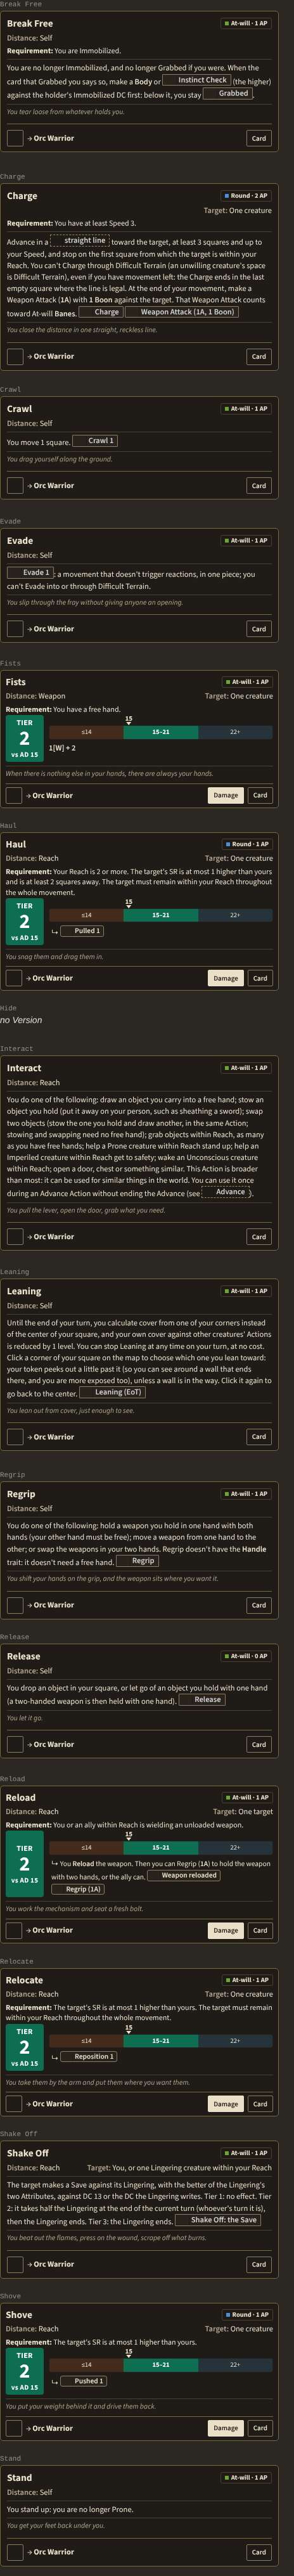 Break Free
Break Free
At-will · 1 AP
Distance: Self
Requirement: You are Immobilized.
You are no longer Immobilized, and no longer Grabbed if you were. When the
card that Grabbed you says so, make a Body or Instinct Check (the higher)
against the holder's Immobilized DC first: below it, you stay Grabbed.
You tear loose from whatever holds you.
→ Orc Warrior
Card
Charge
Charge
Round · 2 AP
Target: One creature
Requirement: You have at least Speed 3.
Advance in a straight line toward the target, at least 3 squares and up to
your Speed, and stop on the first square from which the target is within your
Reach. You can't Charge through Difficult Terrain (an unwilling creature's space
is Difficult Terrain), even if you have movement left: the Charge ends in the last
empty square where the line is legal. At the end of your movement, make a
Weapon Attack (1A) with 1 Boon against the target. That Weapon Attack counts
toward At-will Banes. Charge Weapon Attack (1A, 1 Boon)
You close the distance in one straight, reckless line.
→ Orc Warrior
Card
Crawl
Crawl
At-will · 1 AP
Distance: Self
You move 1 square. Crawl 1
You drag yourself along the ground.
→ Orc Warrior
Card
Evade
Evade
At-will · 1 AP
Distance: Self
Evade 1 : a movement that doesn't trigger reactions, in one piece; you
can't Evade into or through Difficult Terrain.
You slip through the fray without giving anyone an opening.
→ Orc Warrior
Card
Fists
Fists
At-will · 1 AP
Distance: Weapon
Target: One creature
Requirement: You have a free hand.
TIER
2
vs AD 15
15
≤14
15–21
22+
1[W] + 2
When there is nothing else in your hands, there are always your hands.
→ Orc Warrior
Damage
Card
Haul
Haul
Round · 1 AP
Distance: Reach
Target: One creature
Requirement: Your Reach is 2 or more. The target's SR is at most 1 higher than yours
and is at least 2 squares away. The target must remain within your Reach throughout
the whole movement.
TIER
2
vs AD 15
15
≤14
15–21
22+
↪ Pulled 1
You snag them and drag them in.
→ Orc Warrior
Damage
Card
Hide
no Version
Interact
Interact
At-will · 1 AP
Distance: Reach
You do one of the following: draw an object you carry into a free hand; stow an
object you hold (put it away on your person, such as sheathing a sword); swap
two objects (stow the one you hold and draw another, in the same Action;
stowing and swapping need no free hand); grab objects within Reach, as many
as you have free hands; help a Prone creature within Reach stand up; help an
Imperiled creature within Reach get to safety; wake an Unconscious creature
within Reach; open a door, chest or something similar. This Action is broader
than most: it can be used for similar things in the world. You can use it once
during an Advance Action without ending the Advance (see Advance ).
You pull the lever, open the door, grab what you need.
→ Orc Warrior
Card
Leaning
Leaning
At-will · 1 AP
Distance: Self
Until the end of your turn, you calculate cover from one of your corners instead
of the center of your square, and your own cover against other creatures' Actions
is reduced by 1 level. You can stop Leaning at any time on your turn, at no cost.
Click a corner of your square on the map to choose which one you lean toward:
your token peeks out a little past it (so you can see around a wall that ends
there, and you are more exposed too), unless a wall is in the way. Click it again to
go back to the center. Leaning (EoT)
You lean out from cover, just enough to see.
→ Orc Warrior
Card
Regrip
Regrip
At-will · 1 AP
Distance: Self
You do one of the following: hold a weapon you hold in one hand with both
hands (your other hand must be free); move a weapon from one hand to the
other; or swap the weapons in your two hands. Regrip doesn't have the Handle
trait: it doesn't need a free hand. Regrip
You shift your hands on the grip, and the weapon sits where you want it.
→ Orc Warrior
Card
Release
Release
At-will · 0 AP
Distance: Self
You drop an object in your square, or let go of an object you hold with one hand
(a two-handed weapon is then held with one hand). Release
You let it go.
→ Orc Warrior
Card
Reload
Reload
At-will · 1 AP
Distance: Reach
Target: One target
Requirement: You or an ally within Reach is wielding an unloaded weapon.
TIER
2
vs AD 15
15
≤14
15–21
22+
↪ You Reload the weapon. Then you can Regrip (1A) to hold the weapon
with two hands, or the ally can. Weapon reloaded
Regrip (1A)
You work the mechanism and seat a fresh bolt.
→ Orc Warrior
Damage
Card
Relocate
Relocate
At-will · 1 AP
Distance: Reach
Target: One creature
Requirement: The target's SR is at most 1 higher than yours. The target must remain
within your Reach throughout the whole movement.
TIER
2
vs AD 15
15
≤14
15–21
22+
↪ Reposition 1
You take them by the arm and put them where you want them.
→ Orc Warrior
Damage
Card
Shake Off
Shake Off
At-will · 1 AP
Distance: Reach
Target: You, or one Lingering creature within your Reach
The target makes a Save against its Lingering, with the better of the Lingering's
two Attributes, against DC 13 or the DC the Lingering writes. Tier 1: no effect. Tier
2: it takes half the Lingering at the end of the current turn (whoever's turn it is),
then the Lingering ends. Tier 3: the Lingering ends. Shake Off: the Save
You beat out the flames, press on the wound, scrape off what burns.
→ Orc Warrior
Card
Shove
Shove
Round · 1 AP
Distance: Reach
Target: One creature
Requirement: The target's SR is at most 1 higher than yours.
TIER
2
vs AD 15
15
≤14
15–21
22+
↪ Pushed 1
You put your weight behind it and drive them back.
→ Orc Warrior
Damage
Card
Stand
Stand
At-will · 1 AP
Distance: Self
You stand up: you are no longer Prone.
You get your feet back under you.
→ Orc Warrior
Card